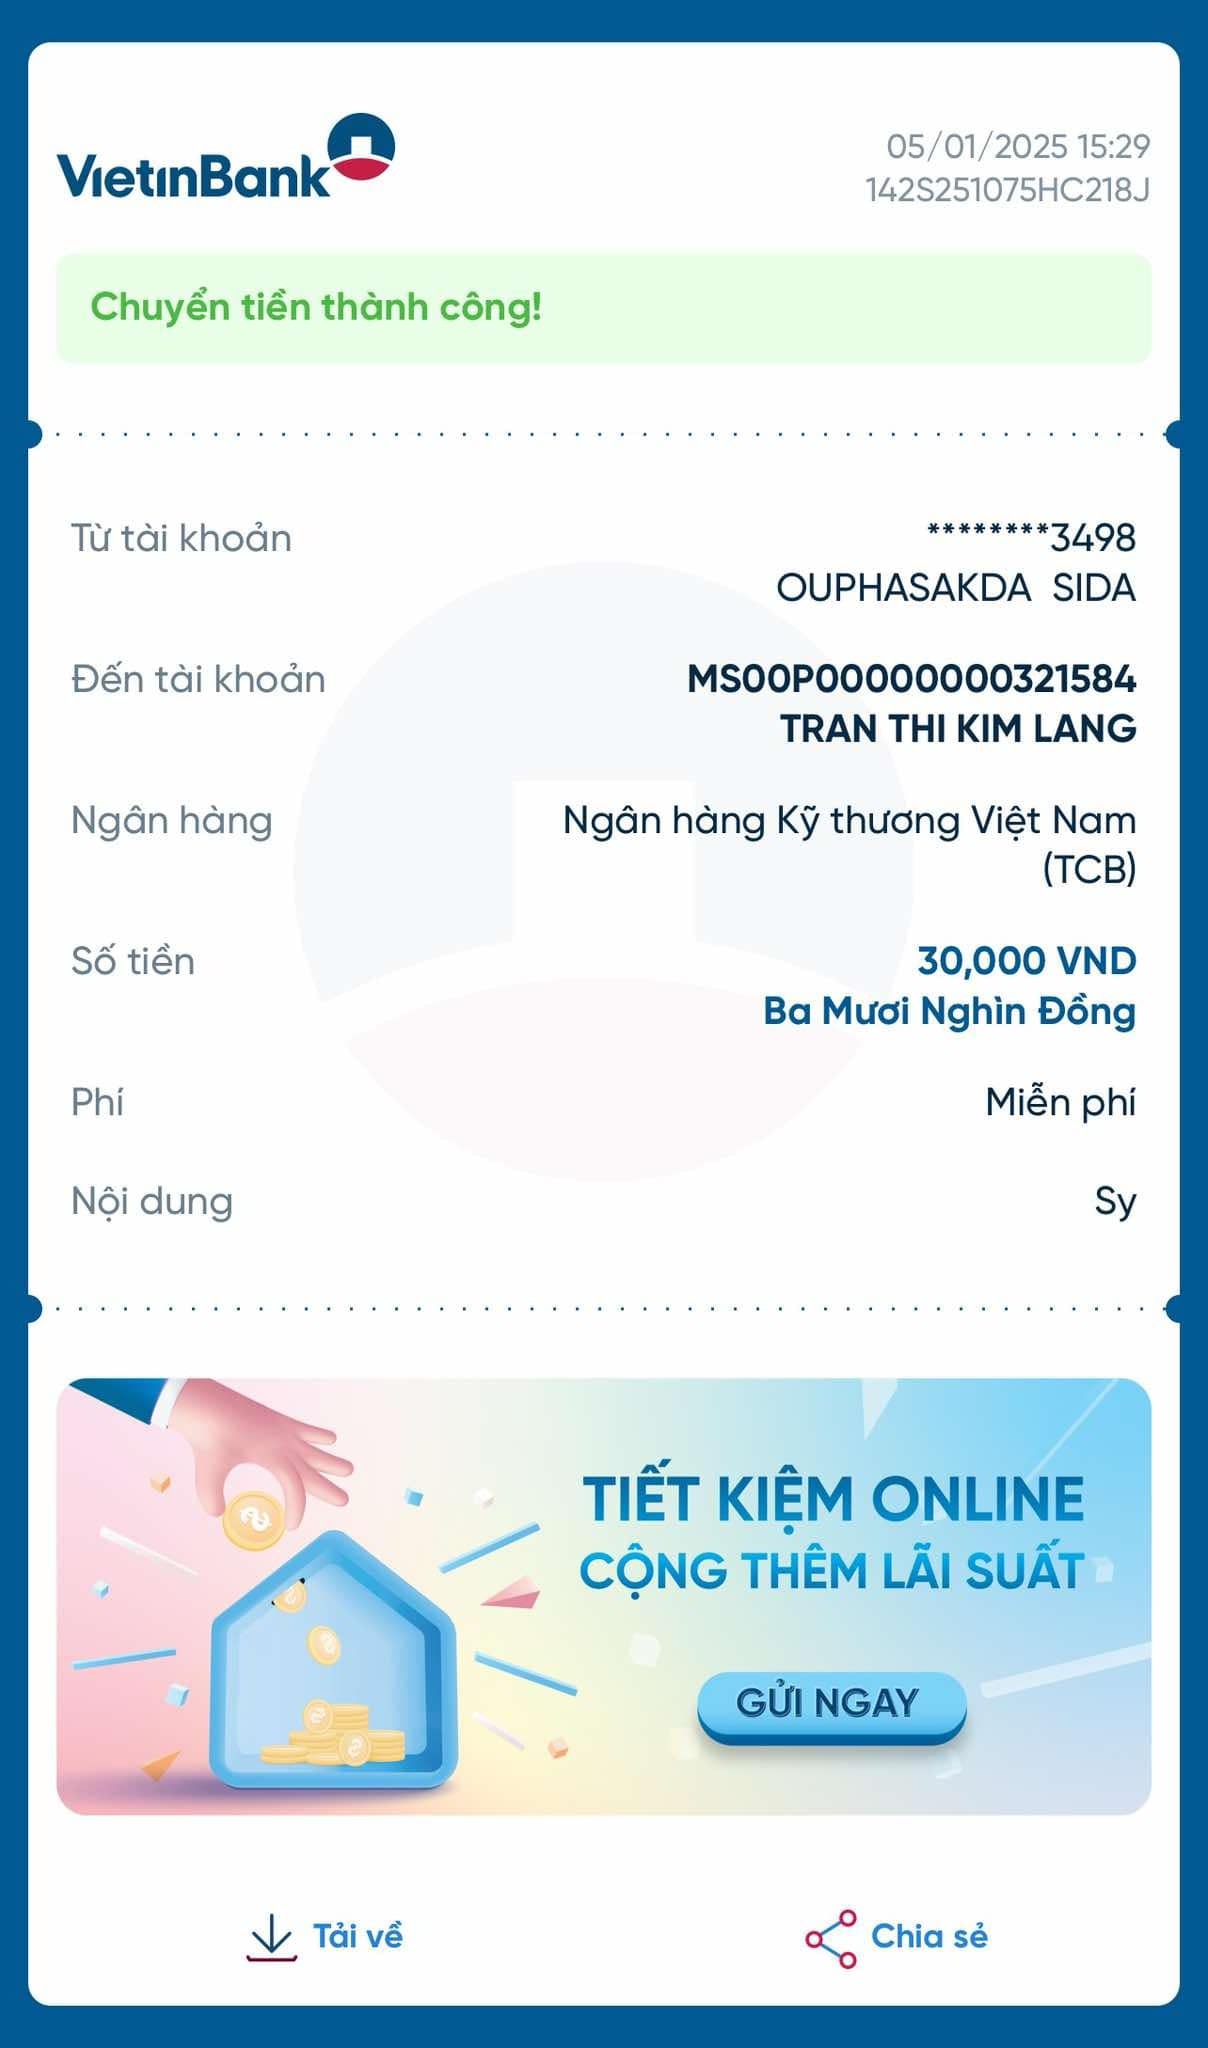 VietinBank
05/01/2025 15:29
142S251075HC218J
Chuyển tiền thành công!
Từ tài khoản
********3498
OUPHASAKDA SIDA
Đến tài khoản
MS00P00000000321584
TRAN THI KIM LANG
Ngân hàng
Ngân hàng Kỹ thương Việt Nam
(TCB)
Số tiền
30,000 VND
Ba Mươi Nghìn Đồng
Phí
Miễn phí
Nội dung
Sy
TIẾT KIỆM ONLINE
CỘNG THÊM LÃI SUẤT
GỬI NGAY
Tải về
Chia sẻ